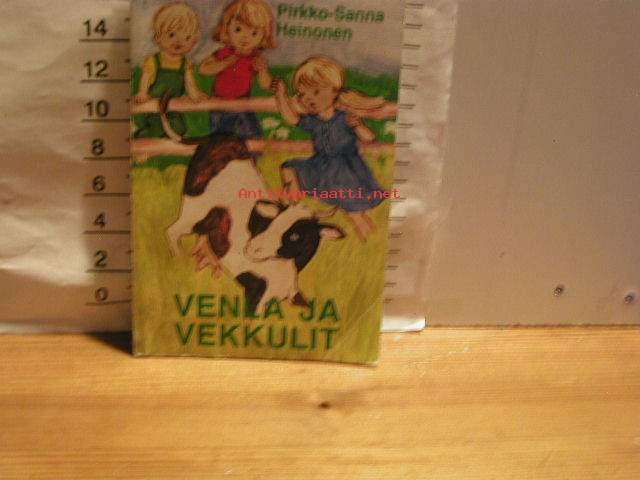 Pirkko-Sanna
Heinonen
14
12
10
8
6
4
2
0
Antikvariaatti.net
VENLA JA
VEKKULIT